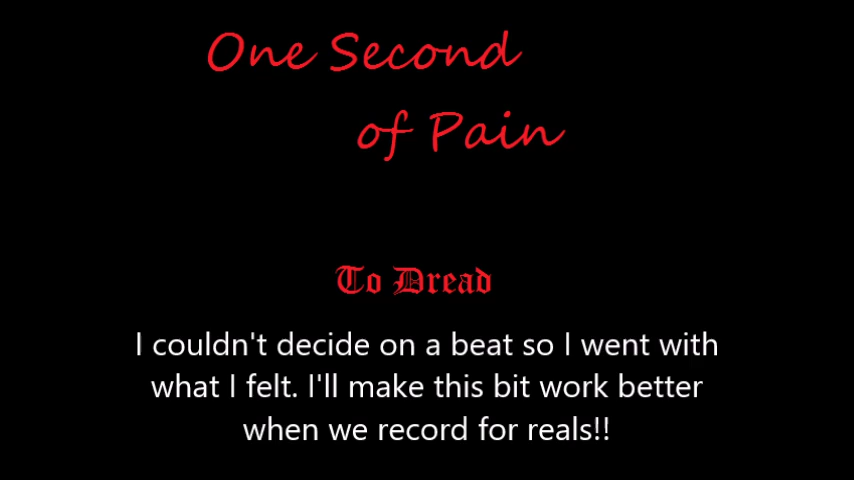 One Second
of Pain
To Dread
I couldn't decide on a beat so I went with
what I felt. I'll make this bit work better
when we record for reals!!